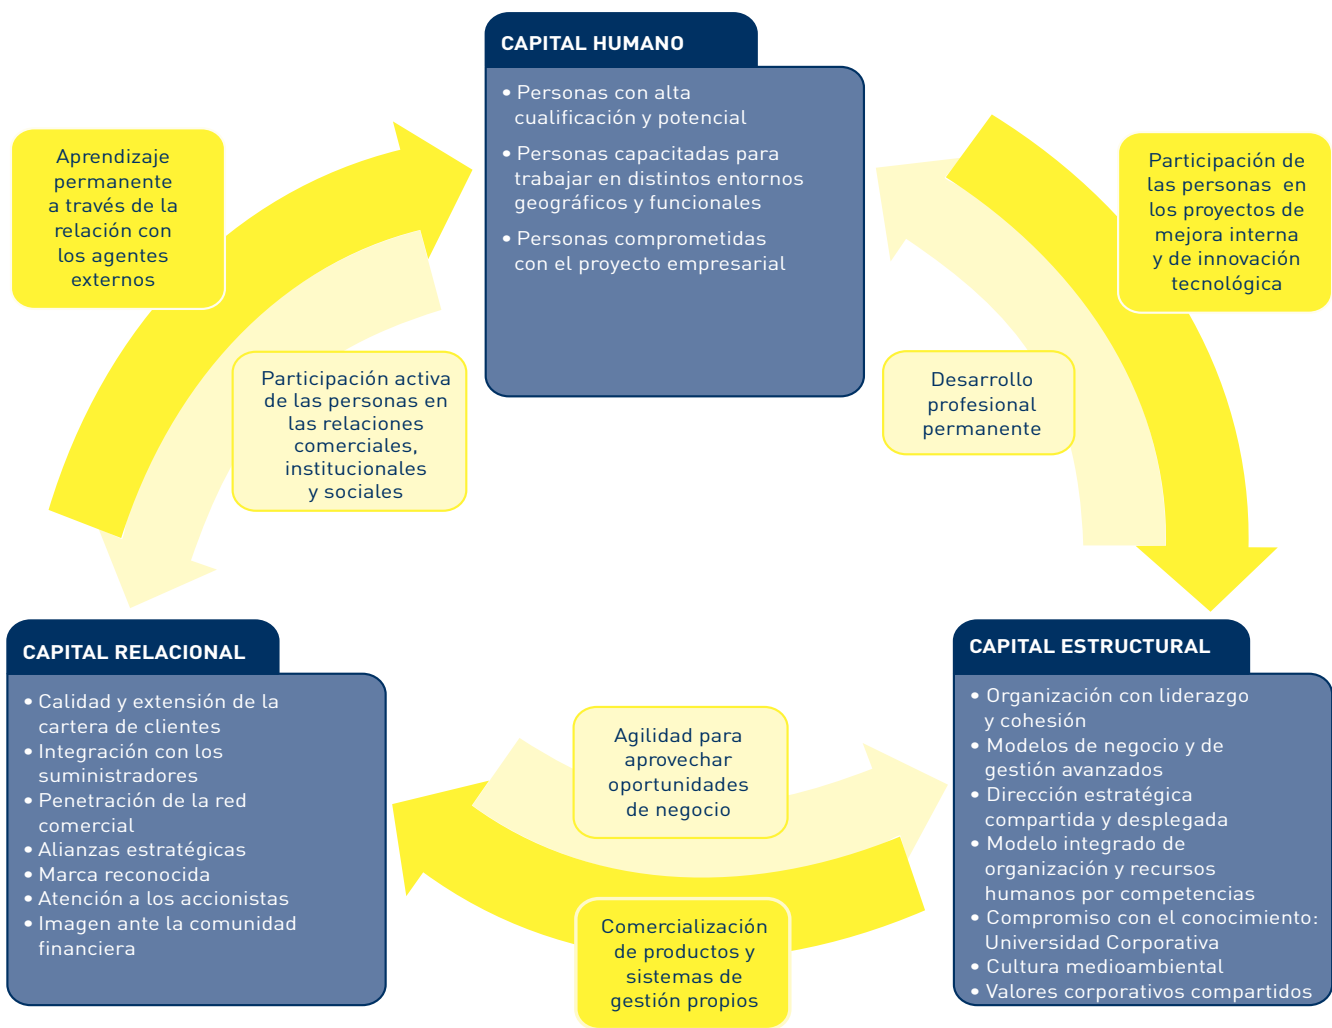 CAPITAL HUMANO
• Personas con alta
cualificación y potencial
• Personas capacitadas para
trabajar en distintos entornos
geográficos y funcionales
• Personas comprometidas
con el proyecto empresarial
Aprendizaje
permanente
a través de la
relación con
los agentes
externos
Participación de
las personas en
los proyectos de
mejora interna
y de innovación
tecnológica
Participación activa
de las personas en
las relaciones
comerciales,
institucionales
y sociales
Desarrollo
profesional
permanente
CAPITAL RELACIONAL
• Calidad y extensión de la
cartera de clientes
• Integración con los
suministradores
• Penetración de la red
comercial
• Alianzas estratégicas
• Marca reconocida
• Atención a los accionistas
• Imagen ante la comunidad
financiera
Agilidad para
aprovechar
oportunidades
de negocio
Comercialización
de productos y
sistemas de
gestión propios
CAPITAL ESTRUCTURAL
• Organización con liderazgo
y cohesión
• Modelos de negocio y de
gestión avanzados
• Dirección estratégica
compartida y desplegada
• Modelo integrado de
organización y recursos
humanos por competencias
• Compromiso con el conocimiento:
Universidad Corporativa
• Cultura medioambiental
• Valores corporativos compartidos